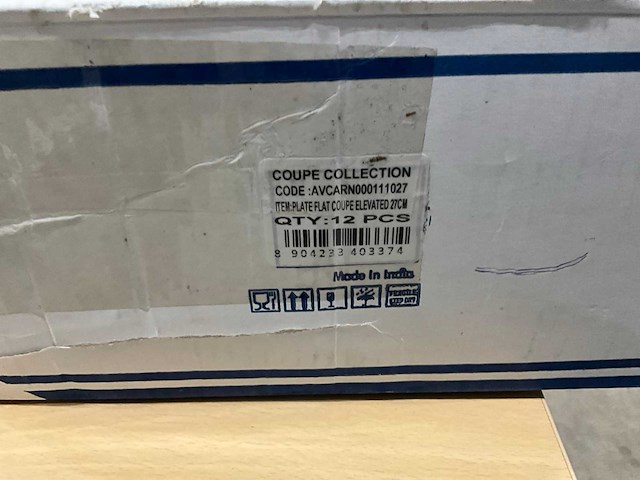 COUPE COLLECTION
CODE :AVCARN000111027
ITEM:PLATE FLAT COUPE ELEVATED 27CM
QTY:12 PCS
8 904233 403374
Made in India